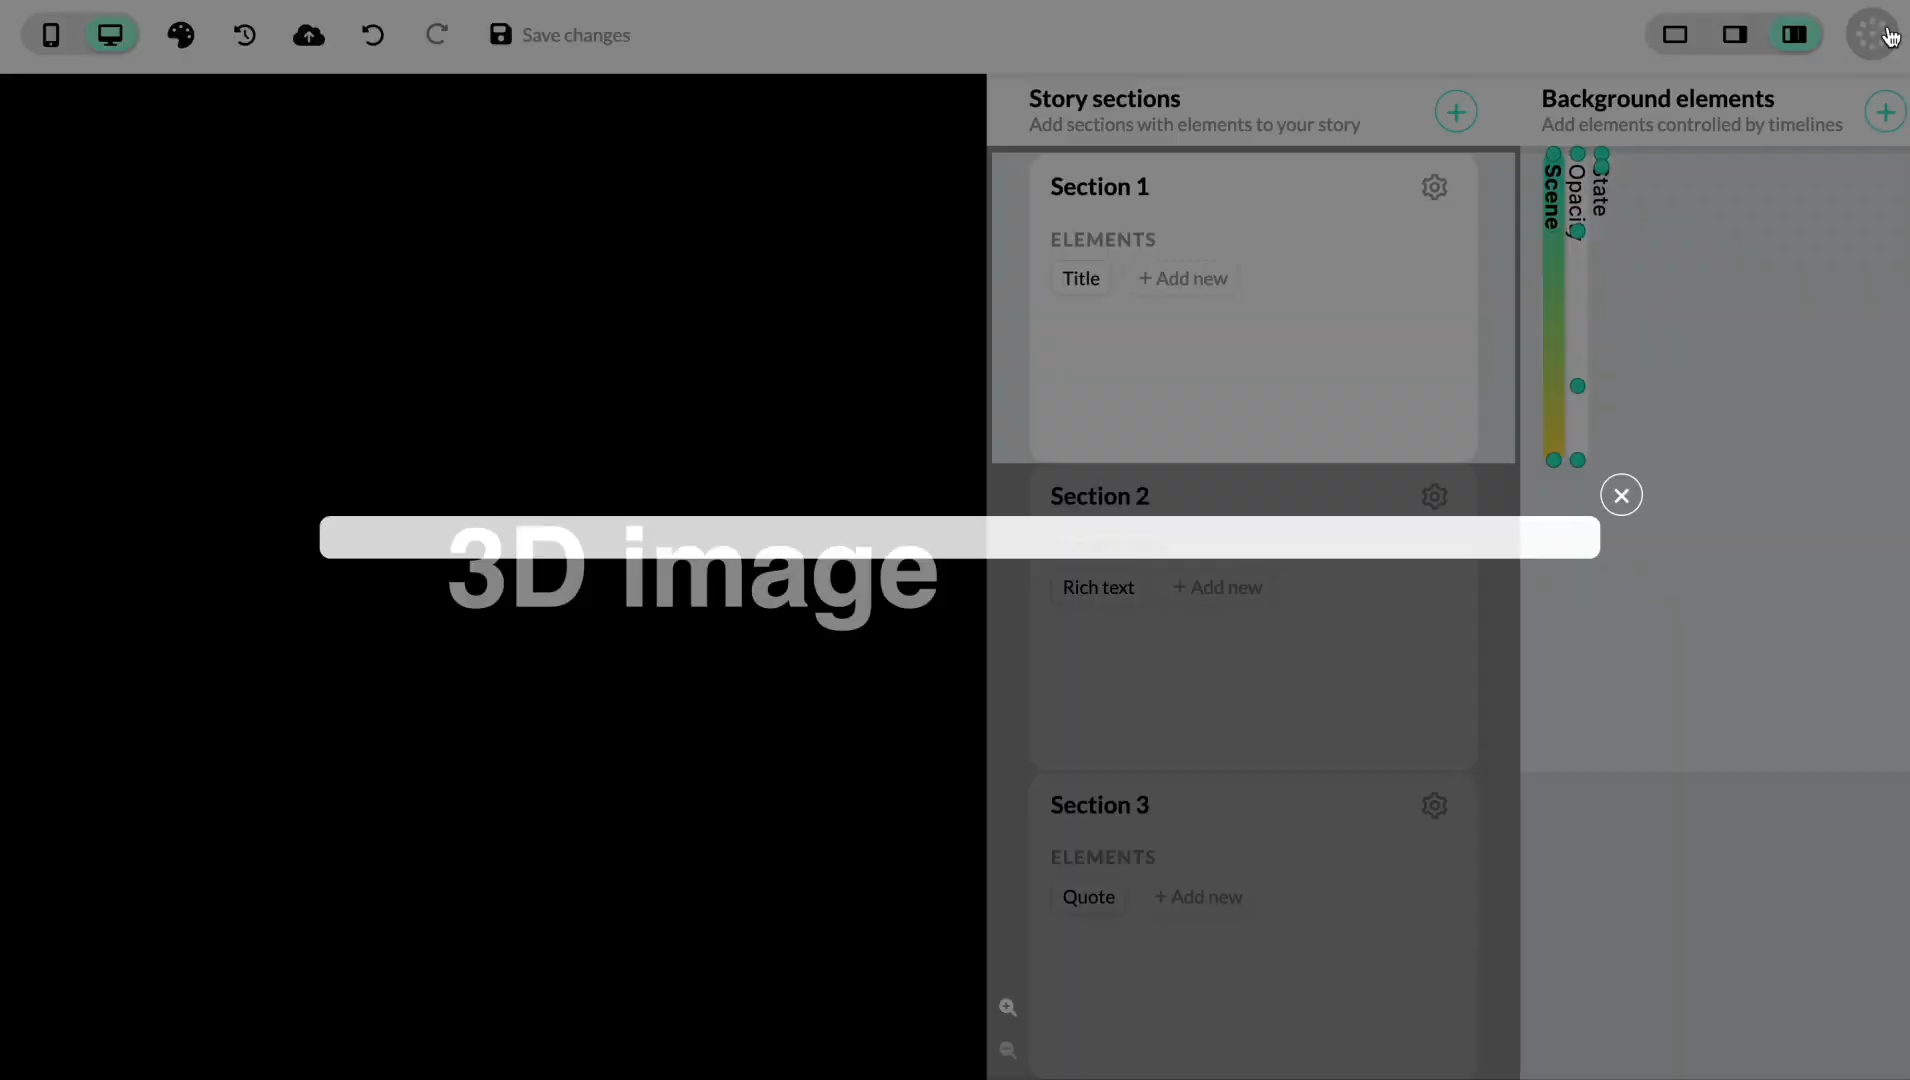 Save changes
Story sections
Add sections with elements to your story
Background elements
Add elements controlled by timelines
Section 1
ELEMENTS
Title
+ Add new
Scene
Opacity
State
Section 2
Rich text
+ Add new
3D image
Section 3
ELEMENTS
Quote
+ Add new